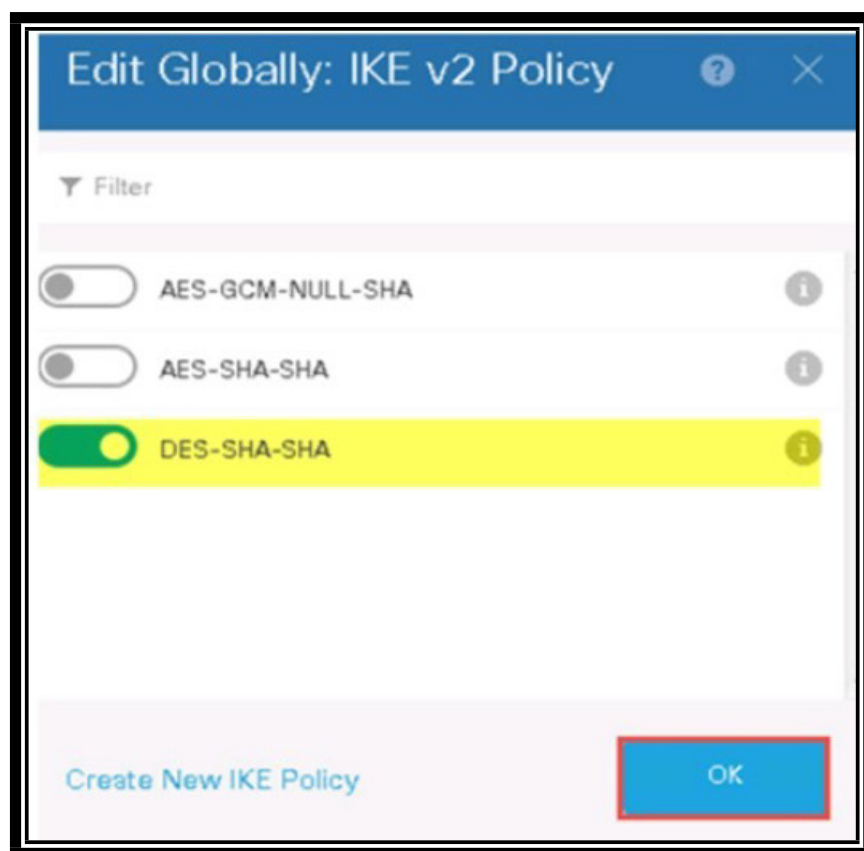 Edit Globally: IKE v2 Policy
Filter
AES-GCM-NULL-SHA
AES-SHA-SHA
DES-SHA-SHA
Create New IKE Policy
OK